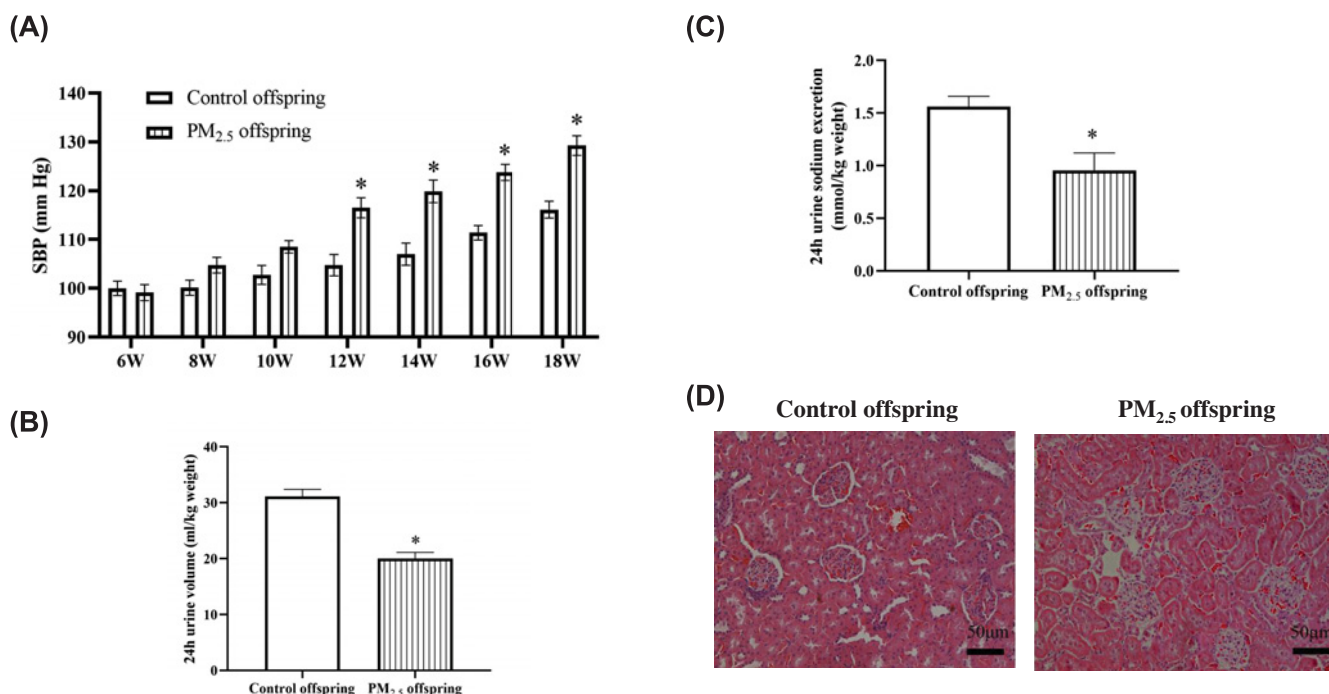 (A)
Control offspring
PM2.5 offspring
SBP (mm Hg)
140
130
120
110
100
90
* * * *
6W 8W 10W 12W 14W 16W 18W
(B)
24h urine volume (ml/kg weight)
40
30
20
10
0
*
Control offspring PM2.5 offspring
(C)
24h urine sodium excretion
(mmol/kg weight)
2.0
1.5
1.0
0.5
0.0
*
Control offspring PM2.5 offspring
(D)
Control offspring PM2.5 offspring
50μm 50μm